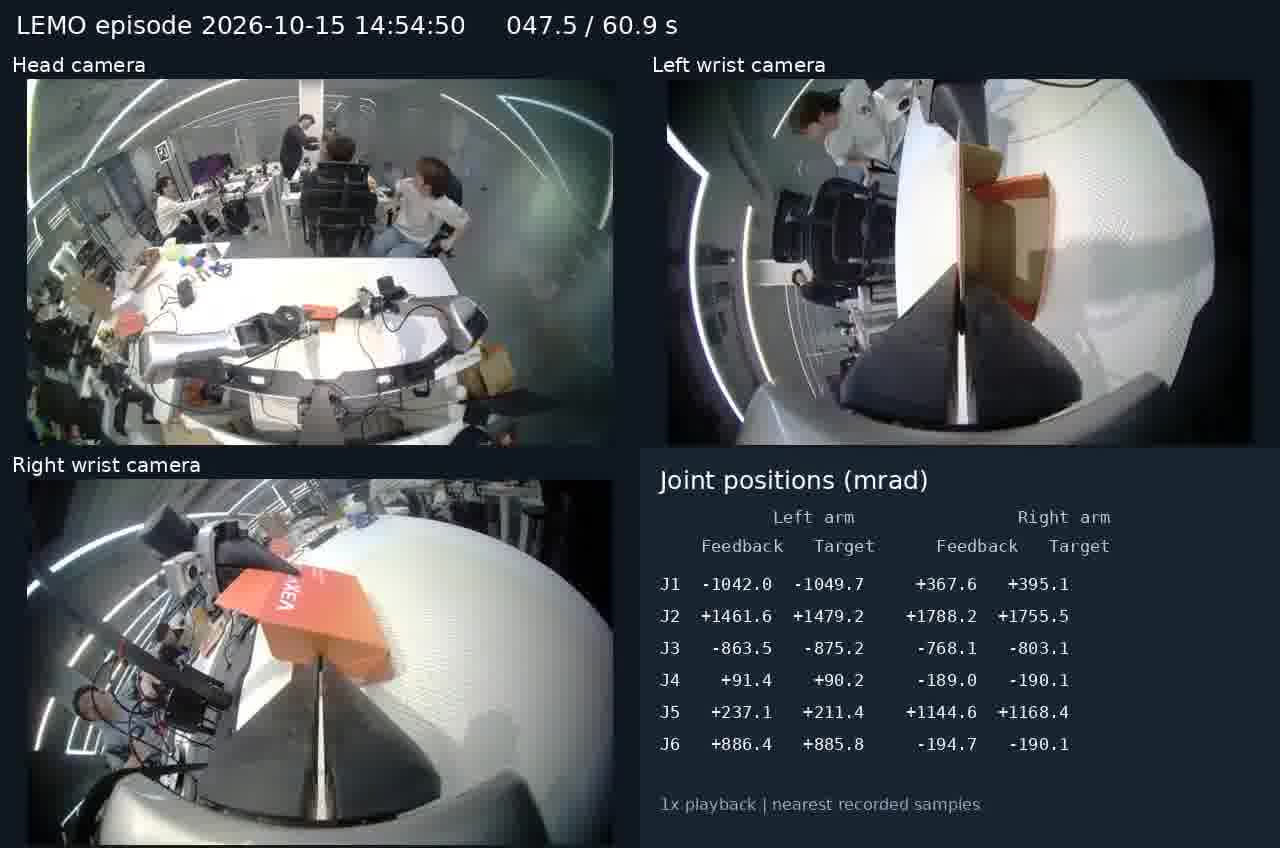 LEMO episode 2026-10-15 14:54:50 047.5 / 60.9 s
Head camera
Left wrist camera
Right wrist camera
Joint positions (mrad)
Left arm Right arm
Feedback Target Feedback Target
J1 -1042.0 -1049.7 +367.6 +395.1
J2 +1461.6 +1479.2 +1788.2 +1755.5
J3 -863.5 -875.2 -768.1 -803.1
J4 +91.4 +90.2 -189.0 -190.1
J5 +237.1 +211.4 +1144.6 +1168.4
J6 +886.4 +885.8 -194.7 -190.1
1x playback | nearest recorded samples